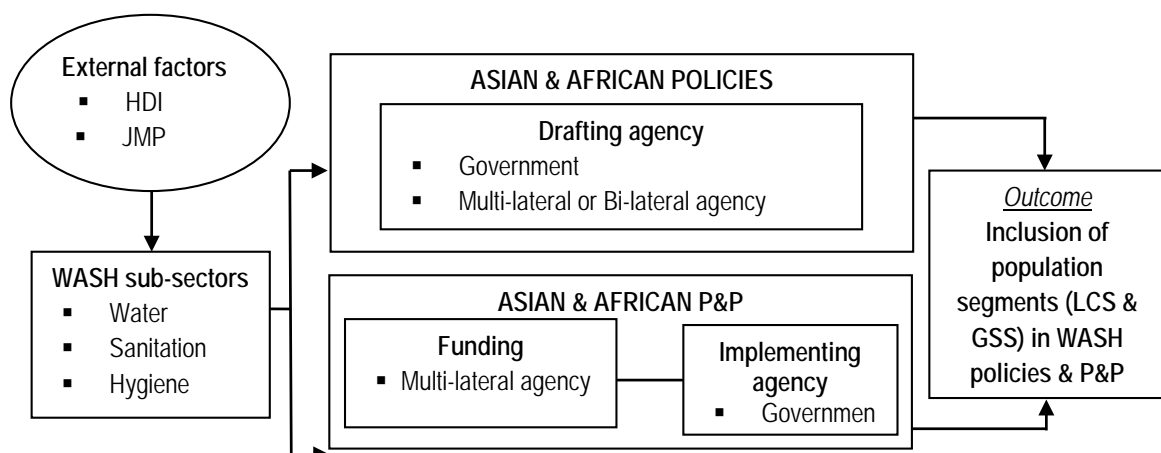 External factors
▪ HDI
▪ JMP
WASH sub-sectors
▪ Water
▪ Sanitation
▪ Hygiene
ASIAN & AFRICAN POLICIES
Drafting agency
▪ Government
▪ Multi-lateral or Bi-lateral agency
ASIAN & AFRICAN P&P
Funding
▪ Multi-lateral agency
Implementing
agency
▪ Governmen
Outcome
Inclusion of
population
segments (LCS &
GSS) in WASH
policies & P&P